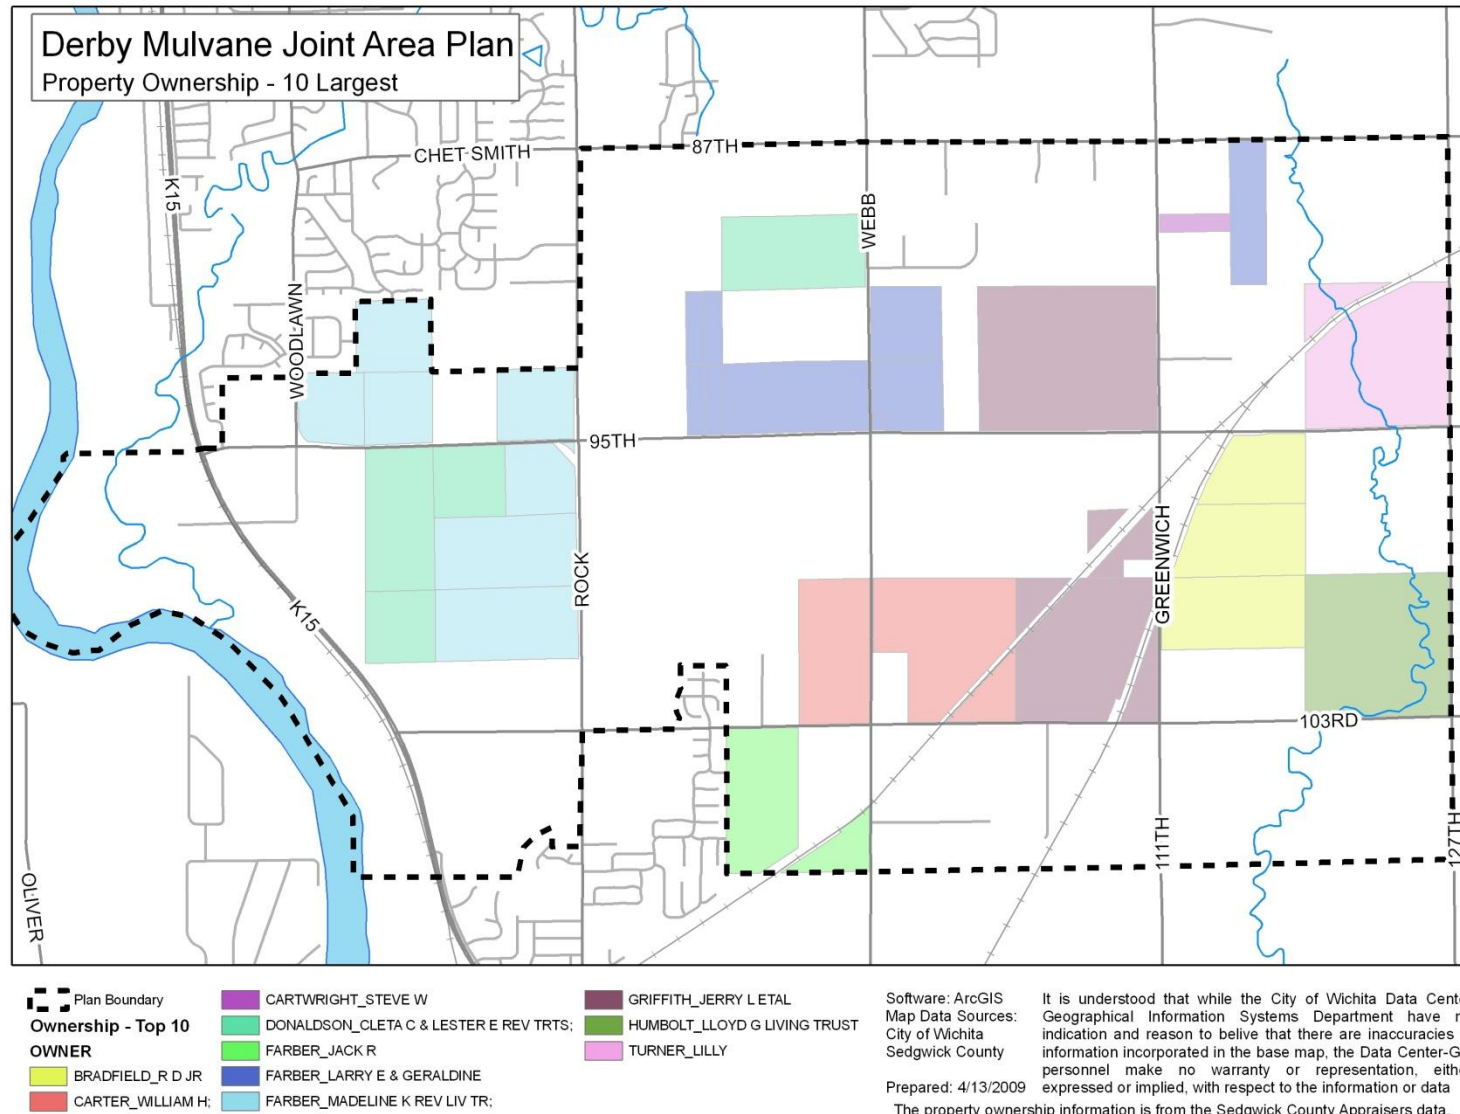 Derby Mulvane Joint Area Plan
Property Ownership - 10 Largest
CHET SMITH
87TH
K15
WEBB
WOODLAWN
95TH
ROCK
GREENWICH
K15
103RD
111TH
127TH
OLIVER
Plan Boundary
Ownership - Top 10
OWNER
BRADFIELD_R D JR
CARTER_WILLIAM H;
CARTWRIGHT_STEVE W
DONALDSON_CLETA C & LESTER E REV TRTS;
FARBER_JACK R
FARBER_LARRY E & GERALDINE
FARBER_MADELINE K REV LIV TR;
GRIFFITH_JERRY L ETAL
HUMBOLT_LLOYD G LIVING TRUST
TURNER_LILLY
Software: ArcGIS
Map Data Sources:
City of Wichita
Sedgwick County
Prepared: 4/13/2009
It is understood that while the City of Wichita Data Cent
Geographical Information Systems Department have n
indication and reason to belive that there are inaccuracies
information incorporated in the base map, the Data Center-G
personnel make no warranty or representation, eith
expressed or implied, with respect to the information or data
The property ownership information is from the Sedgwick County Appraisers data.